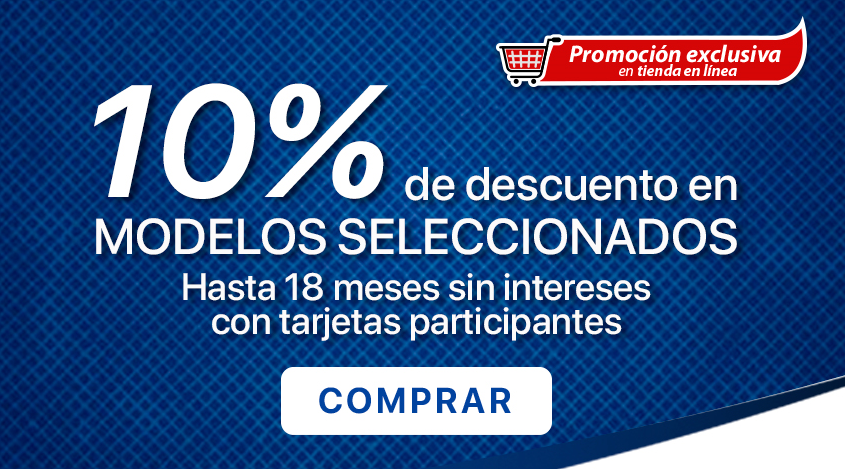 Promoción exclusiva
en tienda en línea
10% de descuento en
MODELOS SELECCIONADOS
Hasta 18 meses sin intereses
con tarjetas participantes
COMPRAR